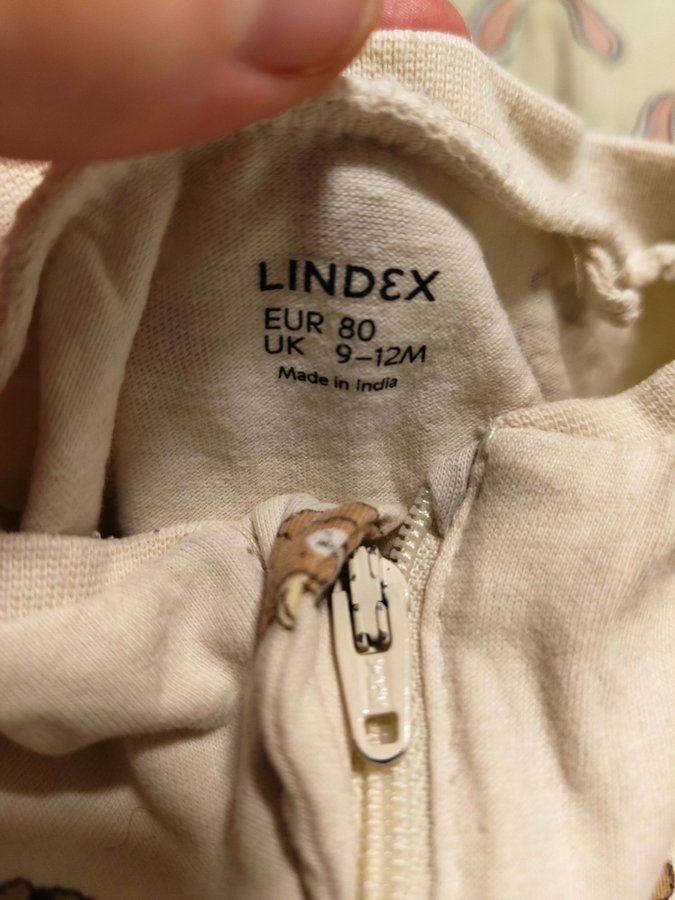 LINDEX
EUR 80
UK 9–12M
Made in India